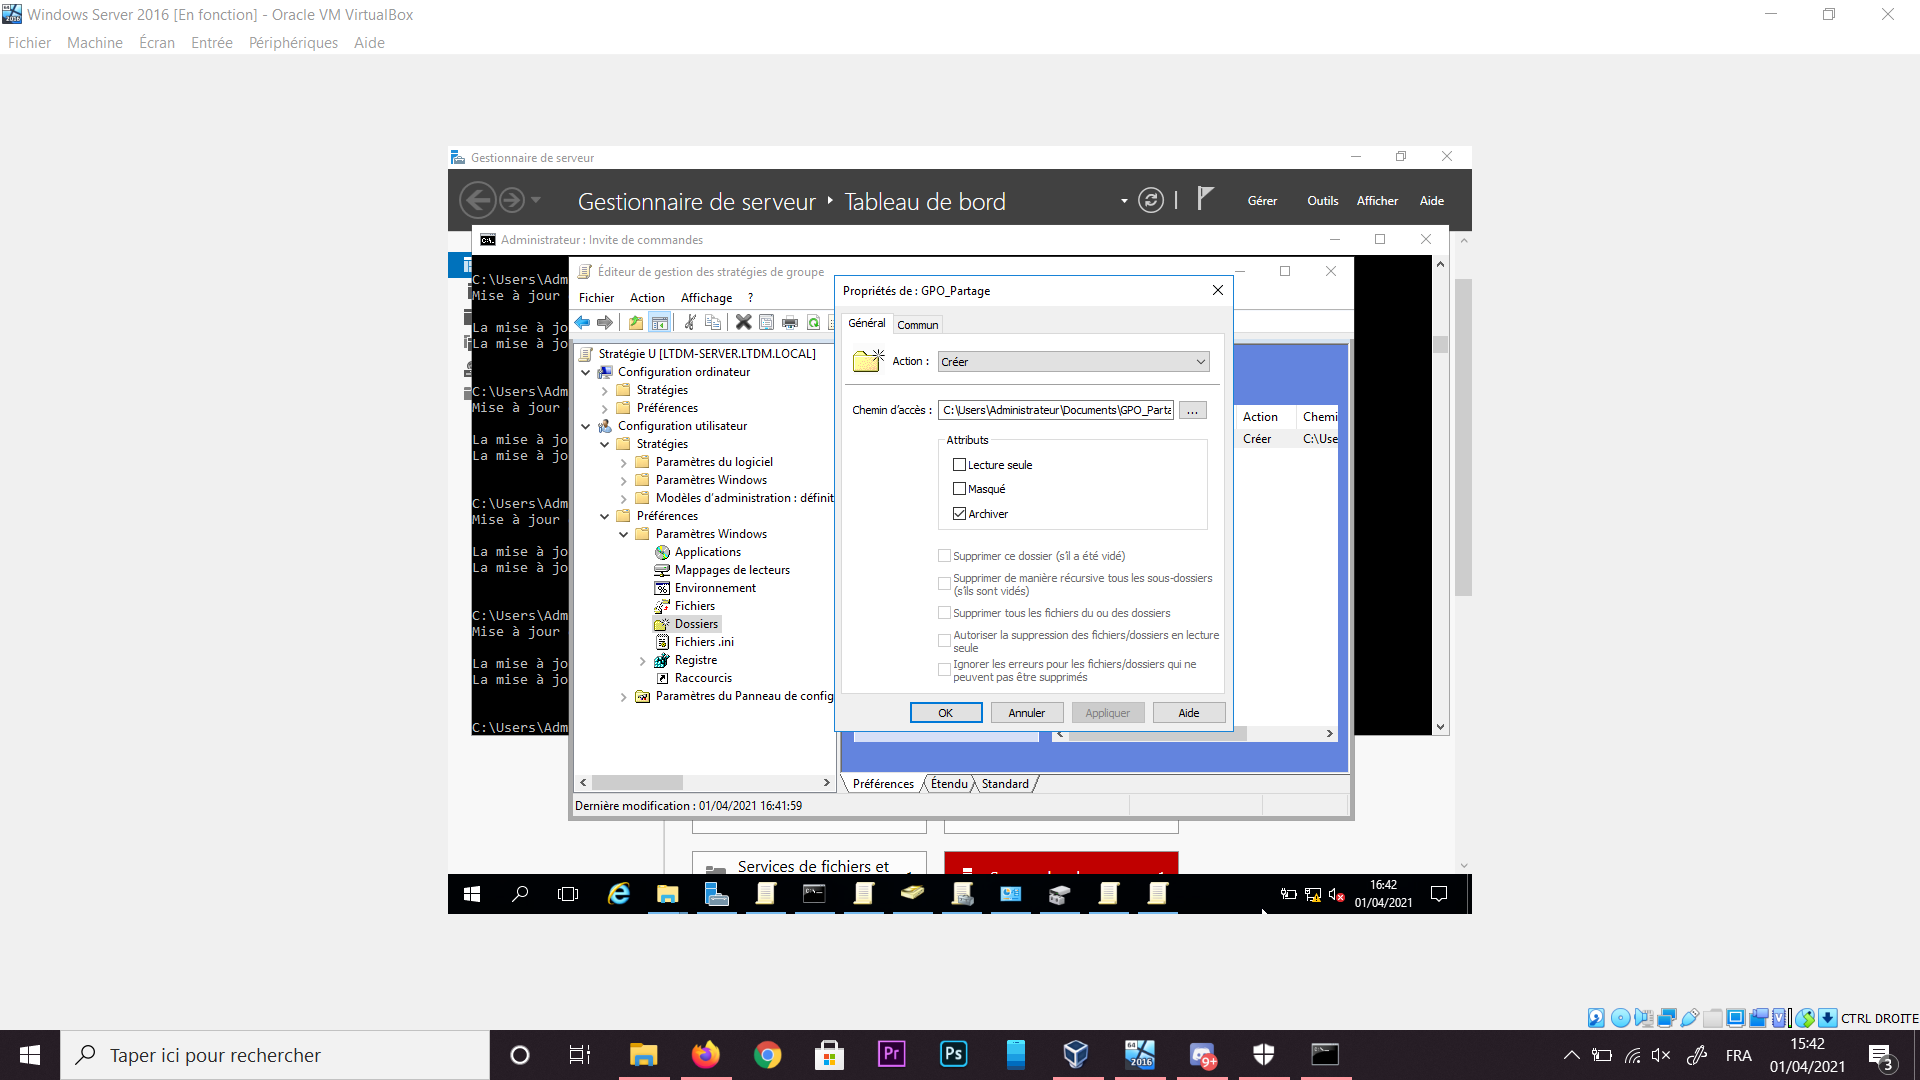 Windows Server 2016 [En fonction] - Oracle VM VirtualBox
Fichier Machine Écran Entrée Périphériques Aide
Gestionnaire de serveur
Gestionnaire de serveur ‣ Tableau de bord
Gérer Outils Afficher Aide
Administrateur : Invite de commandes
C:\Users\Adm
Mise à jour
La mise à jo
La mise à jo
C:\Users\Adm
Mise à jour
La mise à jo
La mise à jo
C:\Users\Adm
Mise à jour
La mise à jo
La mise à jo
C:\Users\Adm
Mise à jour
La mise à jo
La mise à jo
C:\Users\Adm
Éditeur de gestion des stratégies de groupe
Fichier Action Affichage ?
Stratégie U [LTDM-SERVER.LTDM.LOCAL]
Configuration ordinateur
Stratégies
Préférences
Configuration utilisateur
Stratégies
Paramètres du logiciel
Paramètres Windows
Modèles d'administration : définit
Préférences
Paramètres Windows
Applications
Mappages de lecteurs
Environnement
Fichiers
Dossiers
Fichiers .ini
Registre
Raccourcis
Paramètres du Panneau de config
Action Chemi
Créer C:\Use
Préférences Étendu Standard
Dernière modification : 01/04/2021 16:41:59
Propriétés de : GPO_Partage
Général Commun
Action : Créer
Chemin d'accès : C:\Users\Administrateur\Documents\GPO_Parta ...
Attributs
Lecture seule
Masqué
Archiver
Supprimer ce dossier (s'il a été vidé)
Supprimer de manière récursive tous les sous-dossiers
(s'ils sont vidés)
Supprimer tous les fichiers du ou des dossiers
Autoriser la suppression des fichiers/dossiers en lecture
seule
Ignorer les erreurs pour les fichiers/dossiers qui ne
peuvent pas être supprimés
OK Annuler Appliquer Aide
Services de fichiers et
16:42
01/04/2021
CTRL DROITE
Taper ici pour rechercher
Pr
Ps
64
2016
9+
FRA
15:42
01/04/2021
3